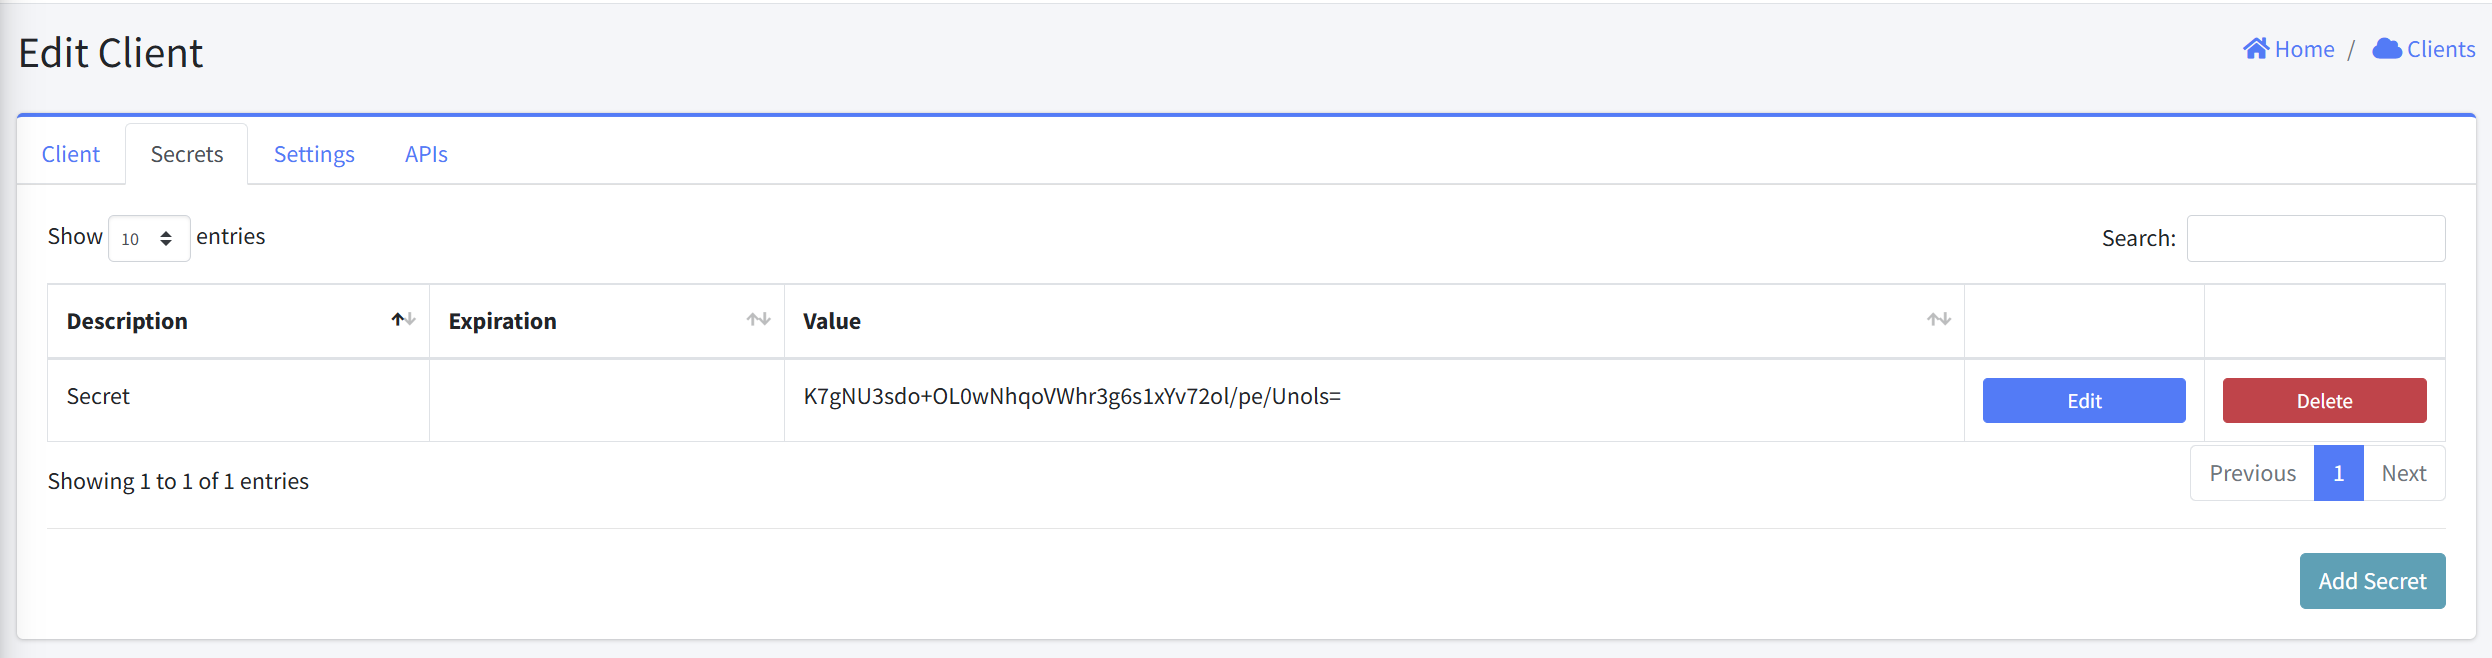 Edit Client
Home / Clients
Client Secrets Settings APIs
Show 10 entries
Search:
Description Expiration Value
Secret K7gNU3sdo+OL0wNhqoVWhr3g6s1xYv72ol/pe/Unols= Edit Delete
Showing 1 to 1 of 1 entries
Previous 1 Next
Add Secret